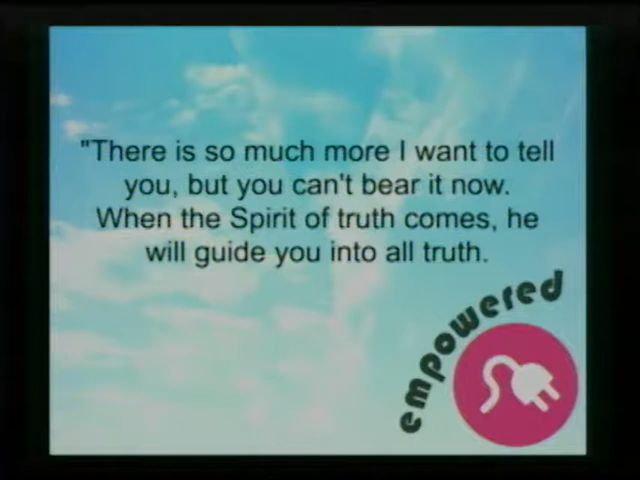 "There is so much more I want to tell
you, but you can't bear it now.
When the Spirit of truth comes, he
will guide you into all truth.
empowered